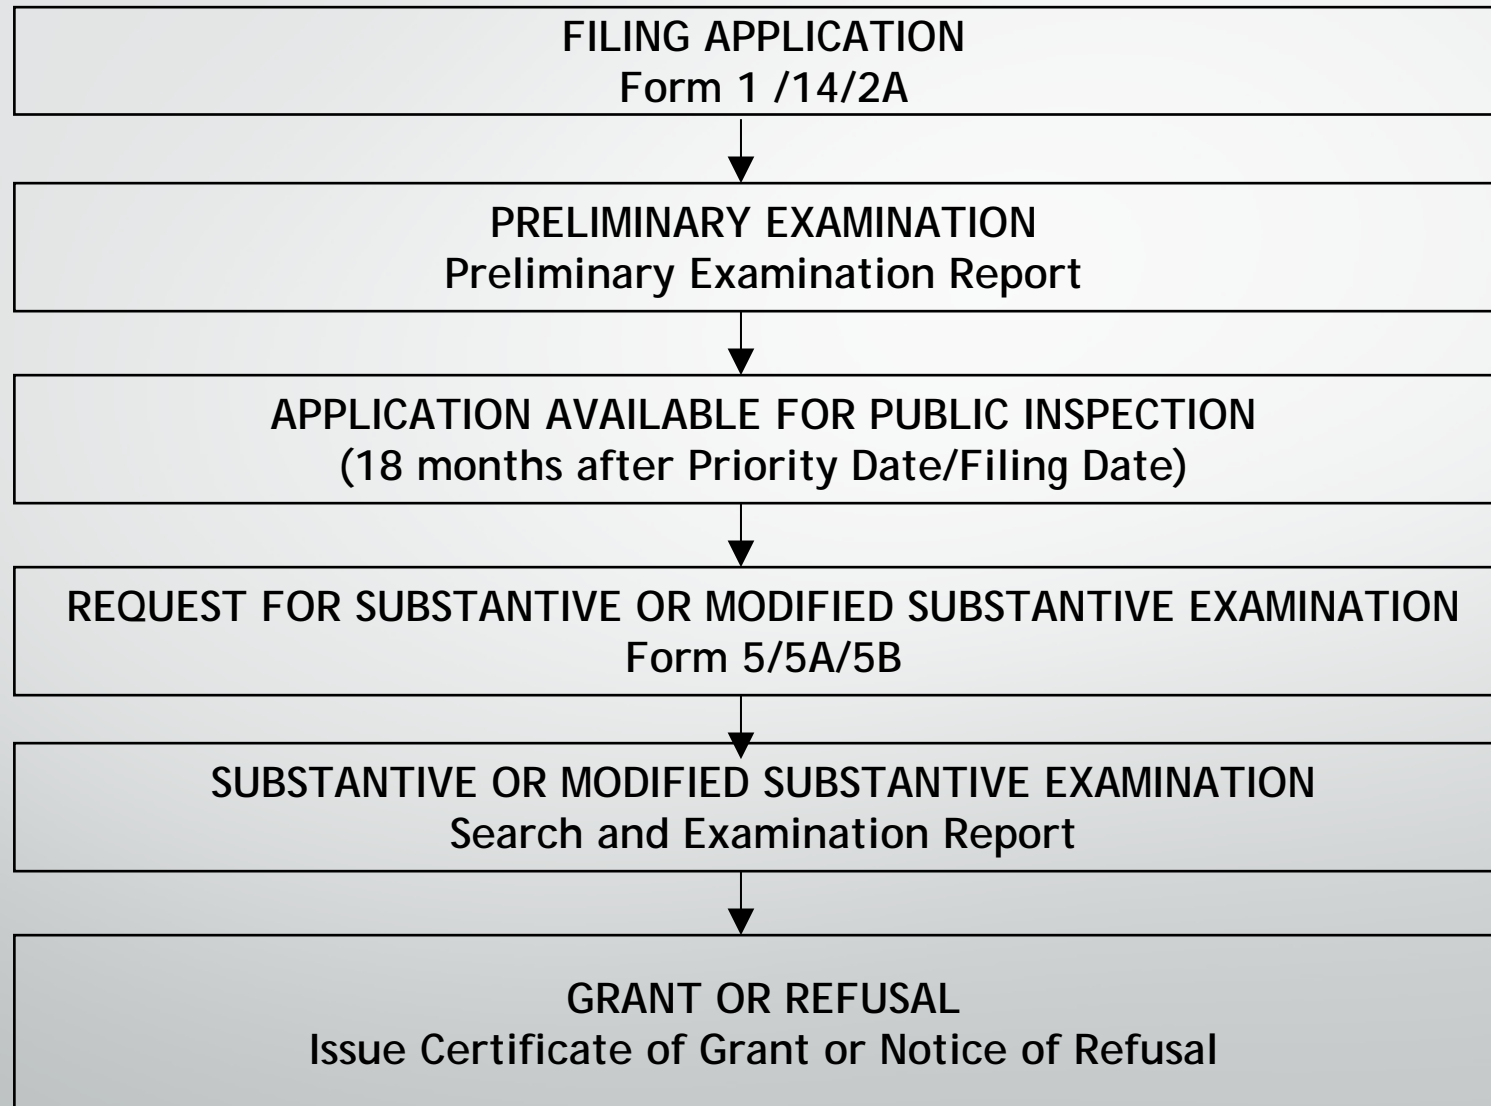 FILING APPLICATION
Form 1 /14/2A
PRELIMINARY EXAMINATION
Preliminary Examination Report
APPLICATION AVAILABLE FOR PUBLIC INSPECTION
(18 months after Priority Date/Filing Date)
REQUEST FOR SUBSTANTIVE OR MODIFIED SUBSTANTIVE EXAMINATION
Form 5/5A/5B
SUBSTANTIVE OR MODIFIED SUBSTANTIVE EXAMINATION
Search and Examination Report
GRANT OR REFUSAL
Issue Certificate of Grant or Notice of Refusal